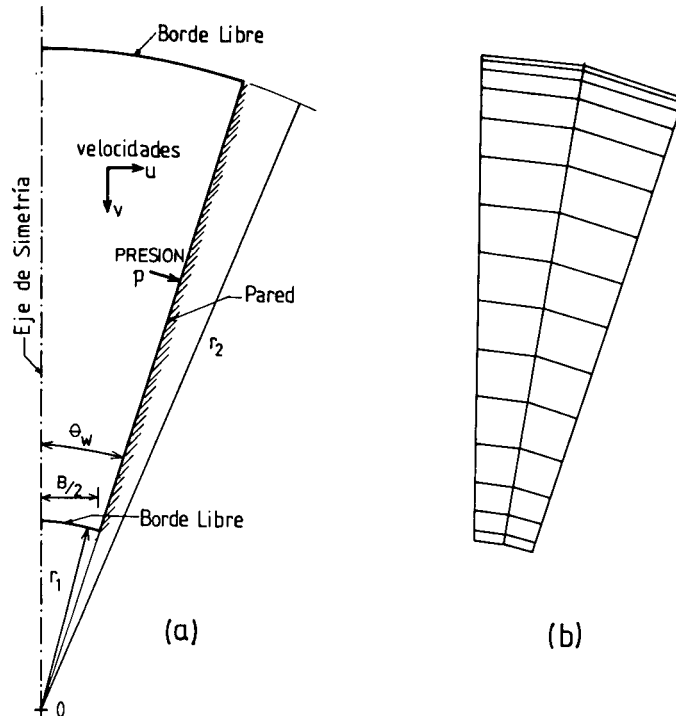 Borde Libre
velocidades
u
v
Eje de Simetría
PRESION
p
Pared
r2
θw
B/2
Borde Libre
r1
(a)
(b)
0